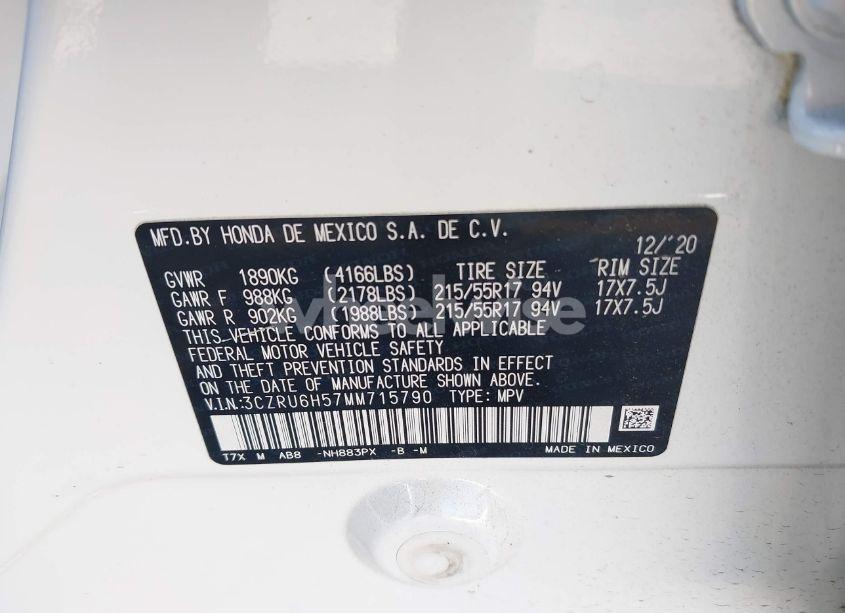 MFD.BY HONDA DE MEXICO S.A. DE C.V.
12/'20
GVWR 1890KG (4166LBS) TIRE SIZE RIM SIZE
GAWR F 988KG (2178LBS) 215/55R17 94V 17X7.5J
GAWR R 902KG (1988LBS) 215/55R17 94V 17X7.5J
THIS VEHICLE CONFORMS TO ALL APPLICABLE
FEDERAL MOTOR VEHICLE SAFETY
AND THEFT PREVENTION STANDARDS IN EFFECT
ON THE DATE OF MANUFACTURE SHOWN ABOVE.
V.I.N.:3CZRU6H57MM715790 TYPE: MPV
T7X M AB8 -NH883PX -B -M MADE IN MEXICO